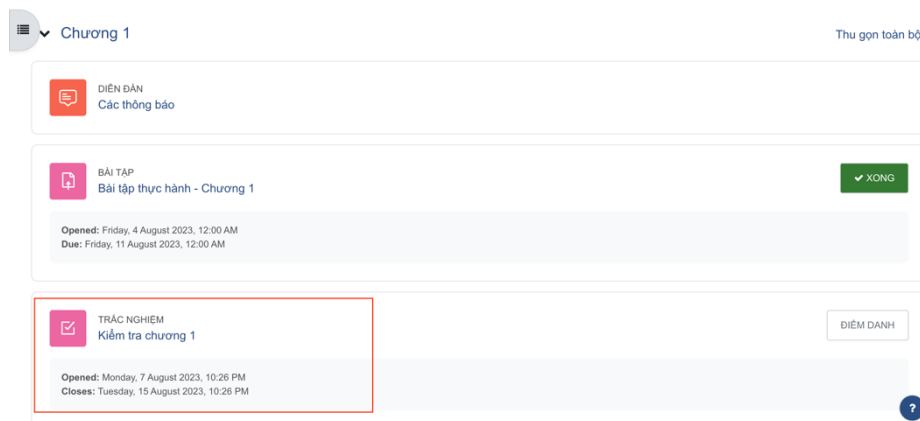 Chương 1
Thu gọn toàn bộ
DIỄN ĐÀN
Các thông báo
BÀI TẬP
Bài tập thực hành - Chương 1
XONG
Opened: Friday, 4 August 2023, 12:00 AM
Due: Friday, 11 August 2023, 12:00 AM
TRẮC NGHIỆM
Kiểm tra chương 1
ĐIỂM DANH
Opened: Monday, 7 August 2023, 10:26 PM
Closes: Tuesday, 15 August 2023, 10:26 PM
?